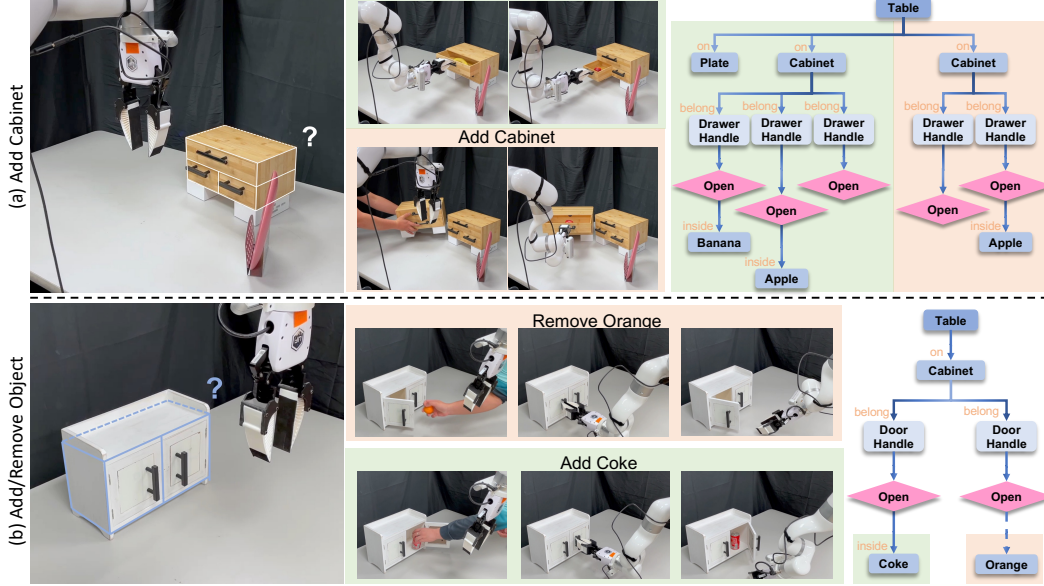 (a) Add Cabinet
?
Add Cabinet
Table
on
on
on
Plate
Cabinet
Cabinet
belong
belong
belong
belong
belong
Drawer
Handle
Drawer
Handle
Drawer
Handle
Drawer
Handle
Drawer
Handle
Open
Open
Open
Open
Open
inside
inside
inside
Banana
Apple
Apple
(b) Add/Remove Object
?
Remove Orange
Add Coke
Table
on
Cabinet
belong
belong
Door
Handle
Door
Handle
Open
Open
inside
Coke
Orange